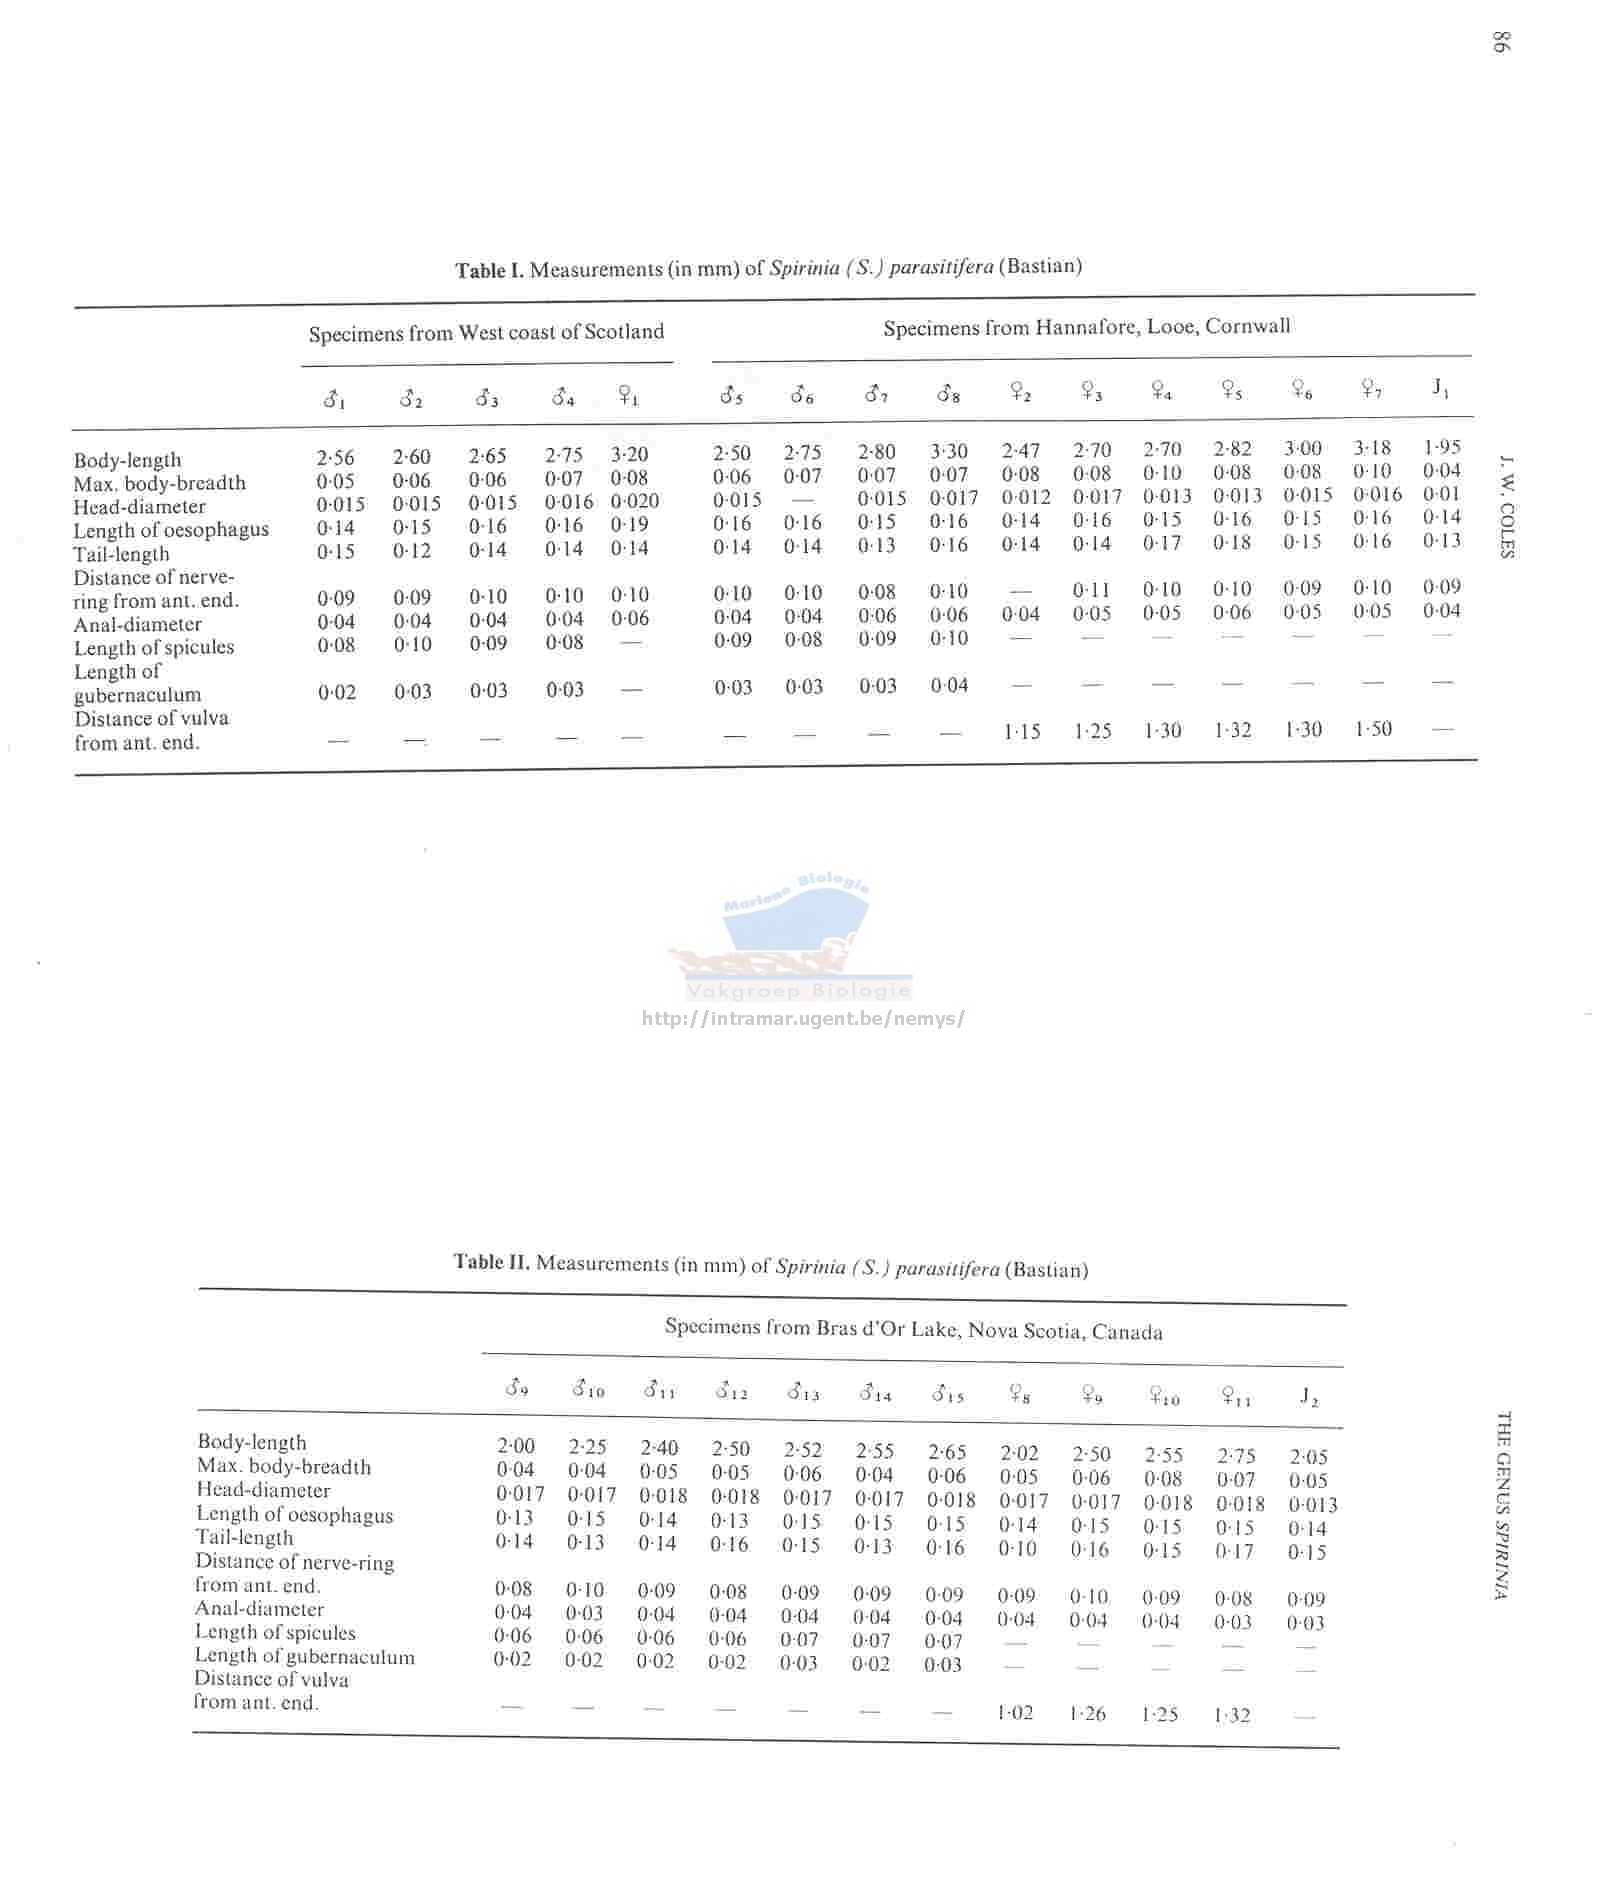 86
Table I. Measurements (in mm) of Spirinia (S.) parasitifera (Bastian)
Specimens from West coast of Scotland Specimens from Hannafore, Looe, Cornwall
♂1 ♂2 ♂3 ♂4 ♀1 ♂5 ♂6 ♂7 ♂8 ♀2 ♀3 ♀4 ♀5 ♀6 ♀7 J1
Body-length 2·56 2·60 2·65 2·75 3·20 2·50 2·75 2·80 3·30 2·47 2·70 2·70 2·82 3·00 3·18 1·95
Max. body-breadth 0·05 0·06 0·06 0·07 0·08 0·06 0·07 0·07 0·07 0·08 0·08 0·10 0·08 0·08 0·10 0·04
Head-diameter 0·015 0·015 0·015 0·016 0·020 0·015 — 0·015 0·017 0·012 0·017 0·013 0·013 0·015 0·016 0·01
Length of oesophagus 0·14 0·15 0·16 0·16 0·19 0·16 0·16 0·15 0·16 0·14 0·16 0·15 0·16 0·15 0·16 0·14
Tail-length 0·15 0·12 0·14 0·14 0·14 0·14 0·14 0·13 0·16 0·14 0·14 0·17 0·18 0·15 0·16 0·13
Distance of nerve-
ring from ant. end. 0·09 0·09 0·10 0·10 0·10 0·10 0·10 0·08 0·10 — 0·11 0·10 0·10 0·09 0·10 0·09
Anal-diameter 0·04 0·04 0·04 0·04 0·06 0·04 0·04 0·06 0·06 0·04 0·05 0·05 0·06 0·05 0·05 0·04
Length of spicules 0·08 0·10 0·09 0·08 — 0·09 0·08 0·09 0·10 — — — — — — —
Length of
gubernaculum 0·02 0·03 0·03 0·03 — 0·03 0·03 0·03 0·04 — — — — — — —
Distance of vulva
from ant. end. — — — — — — — — — 1·15 1·25 1·30 1·32 1·30 1·50 —
J. W. COLES
Mariene Biologie
Vakgroep Biologie
http://intramar.ugent.be/nemys/
Table II. Measurements (in mm) of Spirinia (S.) parasitifera (Bastian)
Specimens from Bras d'Or Lake, Nova Scotia, Canada
♂9 ♂10 ♂11 ♂12 ♂13 ♂14 ♂15 ♀8 ♀9 ♀10 ♀11 J2
Body-length 2·00 2·25 2·40 2·50 2·52 2·55 2·65 2·02 2·50 2·55 2·75 2·05
Max. body-breadth 0·04 0·04 0·05 0·05 0·06 0·04 0·06 0·05 0·06 0·08 0·07 0·05
Head-diameter 0·017 0·017 0·018 0·018 0·017 0·017 0·018 0·017 0·017 0·018 0·018 0·013
Length of oesophagus 0·13 0·15 0·14 0·13 0·15 0·15 0·15 0·14 0·15 0·15 0·15 0·14
Tail-length 0·14 0·13 0·14 0·16 0·15 0·13 0·16 0·10 0·16 0·15 0·17 0·15
Distance of nerve-ring
from ant. end. 0·08 0·10 0·09 0·08 0·09 0·09 0·09 0·09 0·10 0·09 0·08 0·09
Anal-diameter 0·04 0·03 0·04 0·04 0·04 0·04 0·04 0·04 0·04 0·04 0·03 0·03
Length of spicules 0·06 0·06 0·06 0·06 0·07 0·07 0·07 — — — — —
Length of gubernaculum 0·02 0·02 0·02 0·02 0·03 0·02 0·03 — — — — —
Distance of vulva
from ant. end. — — — — — — — 1·02 1·26 1·25 1·32 —
THE GENUS SPIRINIA